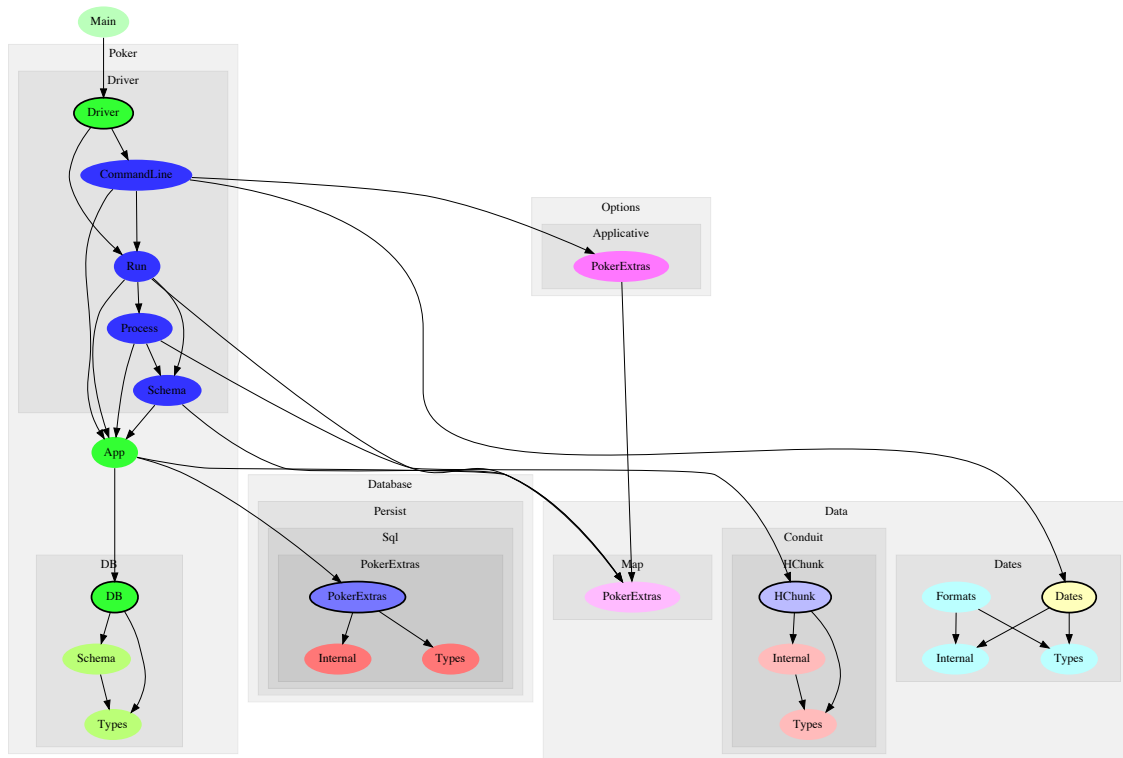 Main
Poker
Driver
Driver
CommandLine
Options
Applicative
Run
PokerExtras
Process
Schema
App
Database
Persist
Data
Sql
Conduit
DB
PokerExtras
Map
HChunk
Dates
DB
PokerExtras
PokerExtras
HChunk
Formats
Dates
Schema
Internal
Types
Internal
Internal
Types
Types
Types